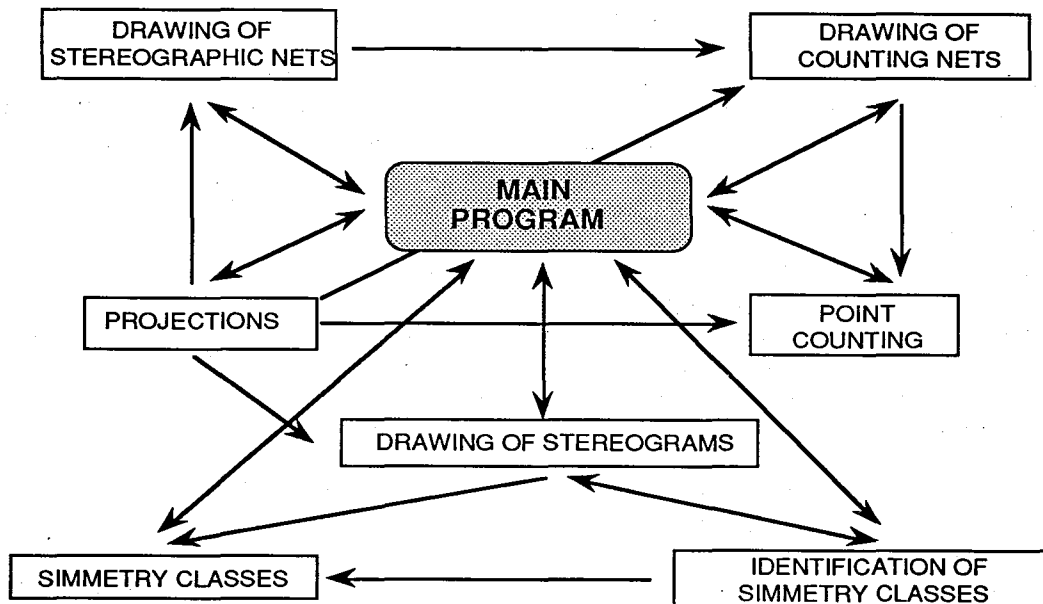 DRAWING OF
STEREOGRAPHIC NETS
DRAWING OF
COUNTING NETS
MAIN
PROGRAM
PROJECTIONS
POINT
COUNTING
DRAWING OF STEREOGRAMS
SIMMETRY CLASSES
IDENTIFICATION OF
SIMMETRY CLASSES